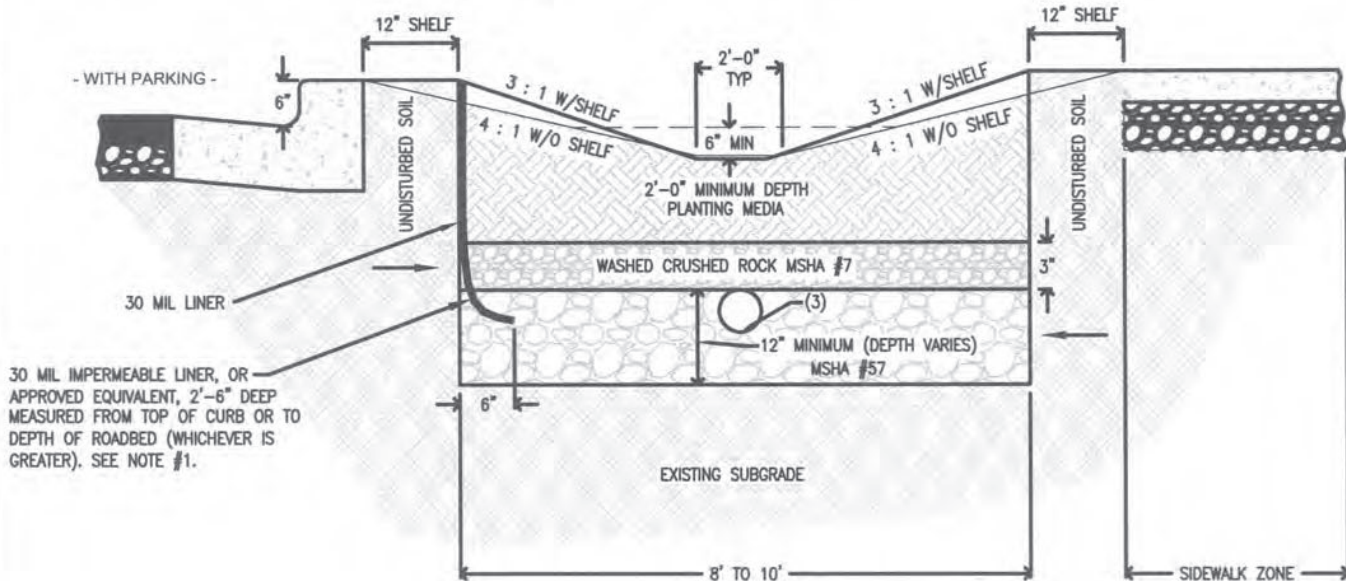 12" SHELF
12" SHELF
- WITH PARKING -
6"
2'-0"
TYP
3 : 1 W/SHELF
3 : 1 W/SHELF
4 : 1 W/O SHELF
4 : 1 W/O SHELF
6" MIN
UNDISTURBED SOIL
UNDISTURBED SOIL
2'-0" MINIMUM DEPTH
PLANTING MEDIA
WASHED CRUSHED ROCK MSHA #7
3"
30 MIL LINER
(3)
12" MINIMUM (DEPTH VARIES)
MSHA #57
30 MIL IMPERMEABLE LINER, OR
APPROVED EQUIVALENT, 2'-6" DEEP
MEASURED FROM TOP OF CURB OR TO
DEPTH OF ROADBED (WHICHEVER IS
GREATER). SEE NOTE #1.
6"
EXISTING SUBGRADE
8' TO 10'
SIDEWALK ZONE